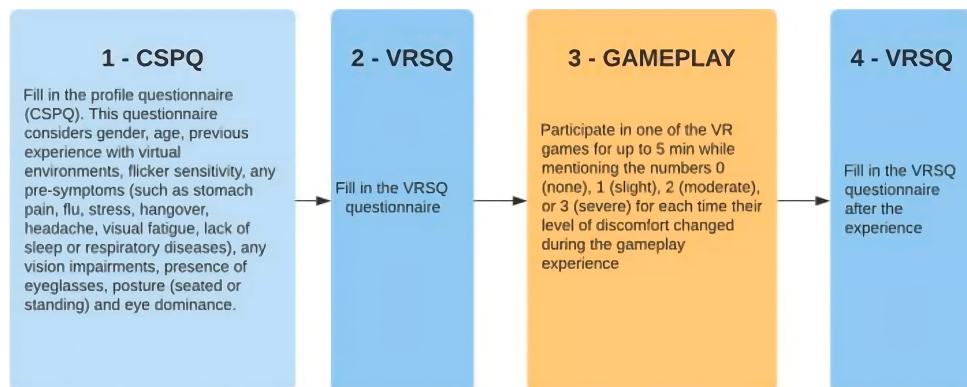 1 - CSPQ
Fill in the profile questionnaire
(CSPQ). This questionnaire
considers gender, age, previous
experience with virtual
environments, flicker sensitivity, any
pre-symptoms (such as stomach
pain, flu, stress, hangover,
headache, visual fatigue, lack of
sleep or respiratory diseases), any
vision impairments, presence of
eyeglasses, posture (seated or
standing) and eye dominance.
2 - VRSQ
Fill in the VRSQ
questionnaire
3 - GAMEPLAY
Participate in one of the VR
games for up to 5 min while
mentioning the numbers 0
(none), 1 (slight), 2 (moderate),
or 3 (severe) for each time their
level of discomfort changed
during the gameplay
experience
4 - VRSQ
Fill in the VRSQ
questionnaire
after the
experience